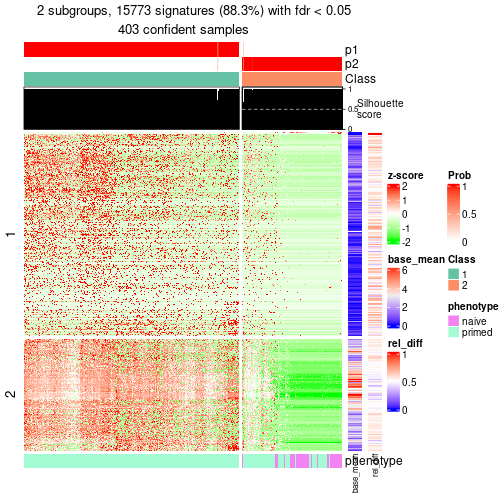 2 subgroups, 15773 signatures (88.3%) with fdr < 0.05
403 confident samples
p1
p2
Class
1
0.5
0
Silhouette
score
1
2
z-score
2
1
0
-1
-2
Prob
1
0.5
0
base_mean
6
4
2
0
Class
1
2
phenotype
naive
primed
rel_diff
1
0.5
0
phenotype
base_mean
rel_diff